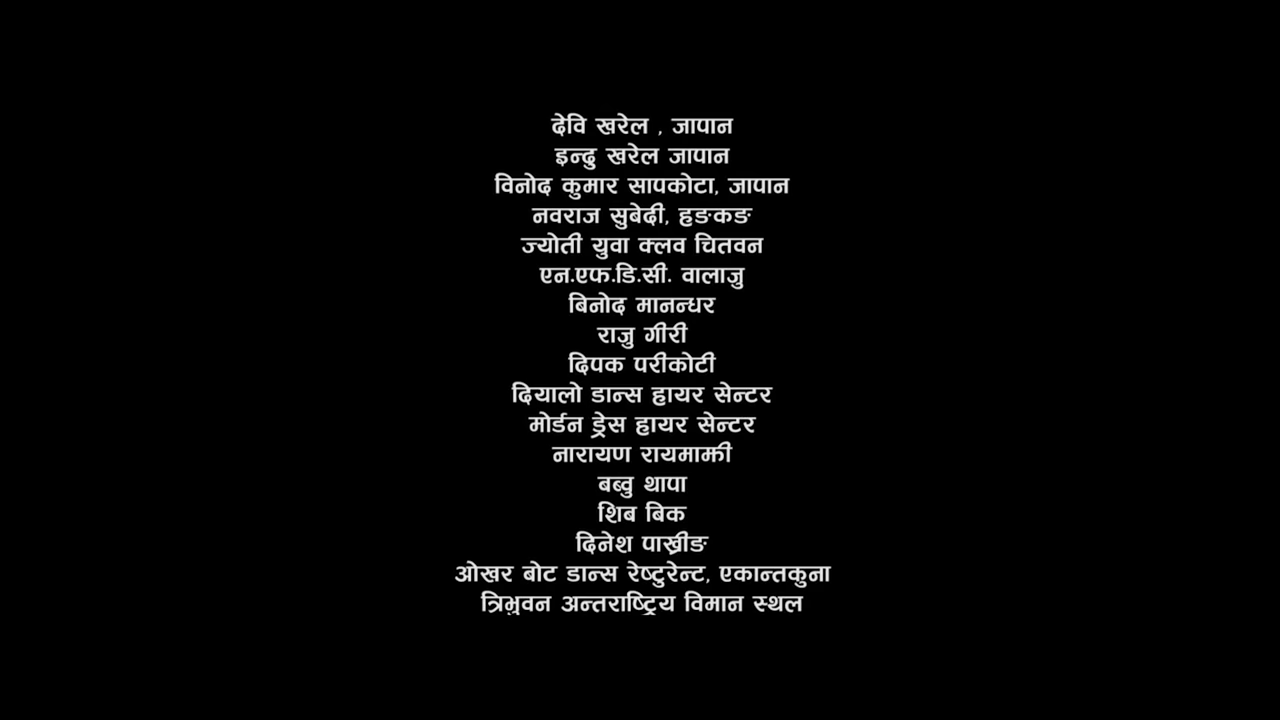 देवि खरेल , जापान
इन्दु खरेल जापान
विनोद कुमार सापकोटा, जापान
नवराज सुबेदी, हङकङ
ज्योती युवा क्लव चितवन
एन.एफ.डि.सी. वालाजु
बिनोद मानन्धर
राजु गीरी
दिपक परीकोटी
दियालो डान्स हायर सेन्टर
मोर्डन ड्रेस हायर सेन्टर
नारायण रायमाझी
बब्वु थापा
शिब बिक
दिनेश पाख्रीङ
ओखर बोट डान्स रेष्टुरेन्ट, एकान्तकुना
त्रिभुवन अन्तराष्ट्रिय विमान स्थल